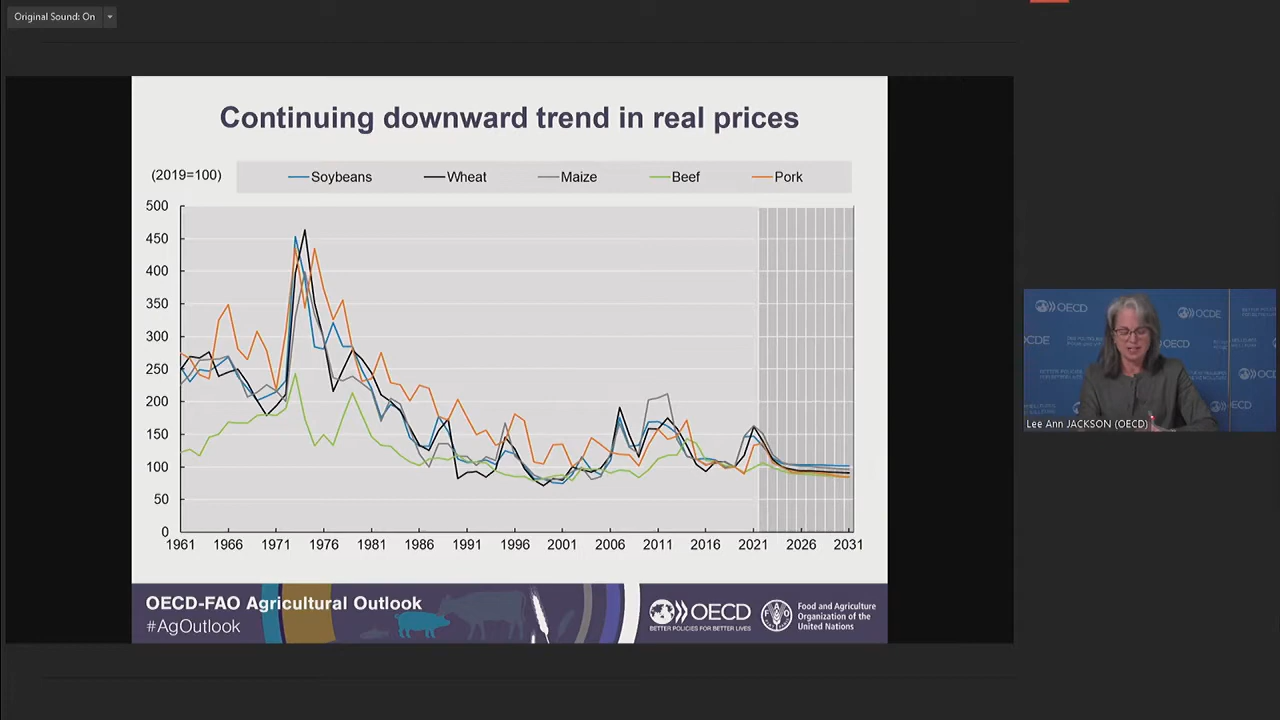 Original Sound: On
Continuing downward trend in real prices
(2019=100)
Soybeans
Wheat
Maize
Beef
Pork
500
450
400
350
300
250
200
150
100
50
0
1961 1966 1971 1976 1981 1986 1991 1996 2001 2006 2011 2016 2021 2026 2031
OECD-FAO Agricultural Outlook
#AgOutlook
OECD
BETTER POLICIES FOR BETTER LIVES
FAO
Food and Agriculture
Organization of the
United Nations
OECD
OCDE
OECD
OECD
Lee Ann JACKSON (OECD)